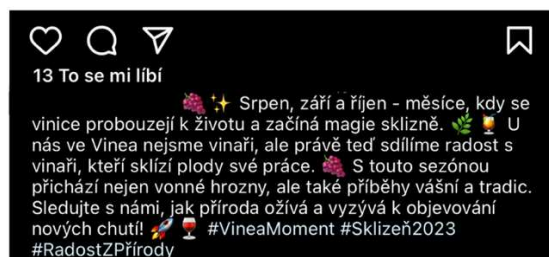 13 To se mi líbí
🍇✨ Srpen, září a říjen - měsíce, kdy se
vinice probouzejí k životu a začíná magie sklizně. 🌿🍹 U
nás ve Vinea nejsme vinaři, ale právě teď sdílíme radost s
vinaři, kteří sklízí plody své práce. 🍇 S touto sezónou
přichází nejen vonné hrozny, ale také příběhy vášní a tradic.
Sledujte s námi, jak příroda ožívá a vyzývá k objevování
nových chutí! 🚀🍷 #VineaMoment #Sklizeň2023
#RadostZPřírody